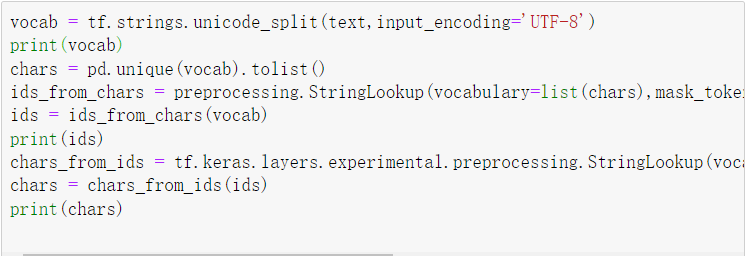 vocab = tf.strings.unicode_split(text,input_encoding='UTF-8')
print(vocab)
chars = pd.unique(vocab).tolist()
ids_from_chars = preprocessing.StringLookup(vocabulary=list(chars),mask_toke
ids = ids_from_chars(vocab)
print(ids)
chars_from_ids = tf.keras.layers.experimental.preprocessing.StringLookup(voca
chars = chars_from_ids(ids)
print(chars)